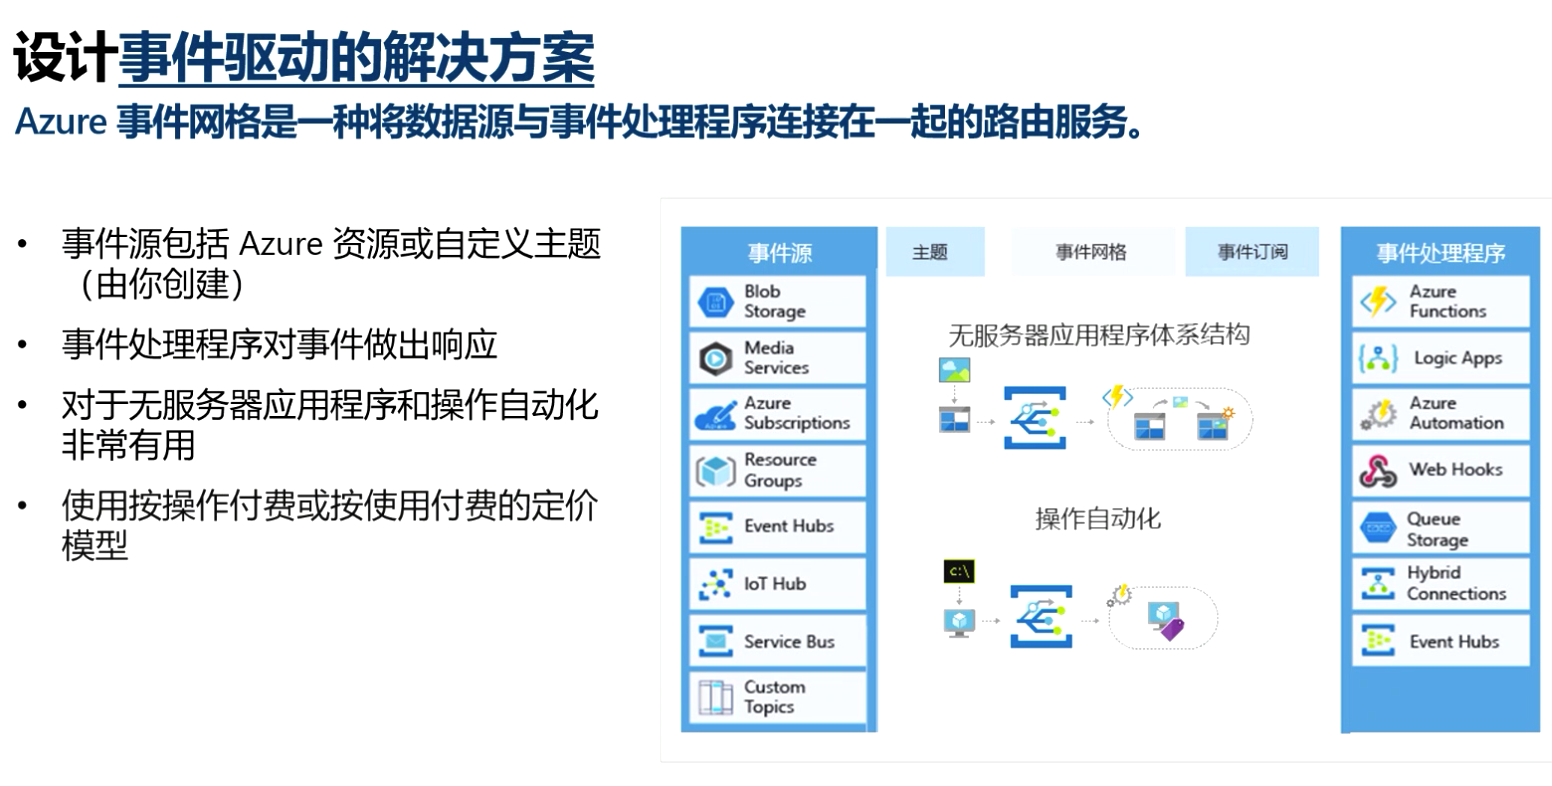 设计事件驱动的解决方案
Azure 事件网格是一种将数据源与事件处理程序连接在一起的路由服务。
• 事件源包括 Azure 资源或自定义主题
（由你创建）
• 事件处理程序对事件做出响应
• 对于无服务器应用程序和操作自动化
非常有用
• 使用按操作付费或按使用付费的定价
模型
事件源
Blob
Storage
Media
Services
Azure
Subscriptions
Resource
Groups
Event Hubs
IoT Hub
Service Bus
Custom
Topics
主题
事件网格
事件订阅
无服务器应用程序体系结构
操作自动化
c:\
事件处理程序
Azure
Functions
Logic Apps
Azure
Automation
Web Hooks
Queue
Storage
Hybrid
Connections
Event Hubs